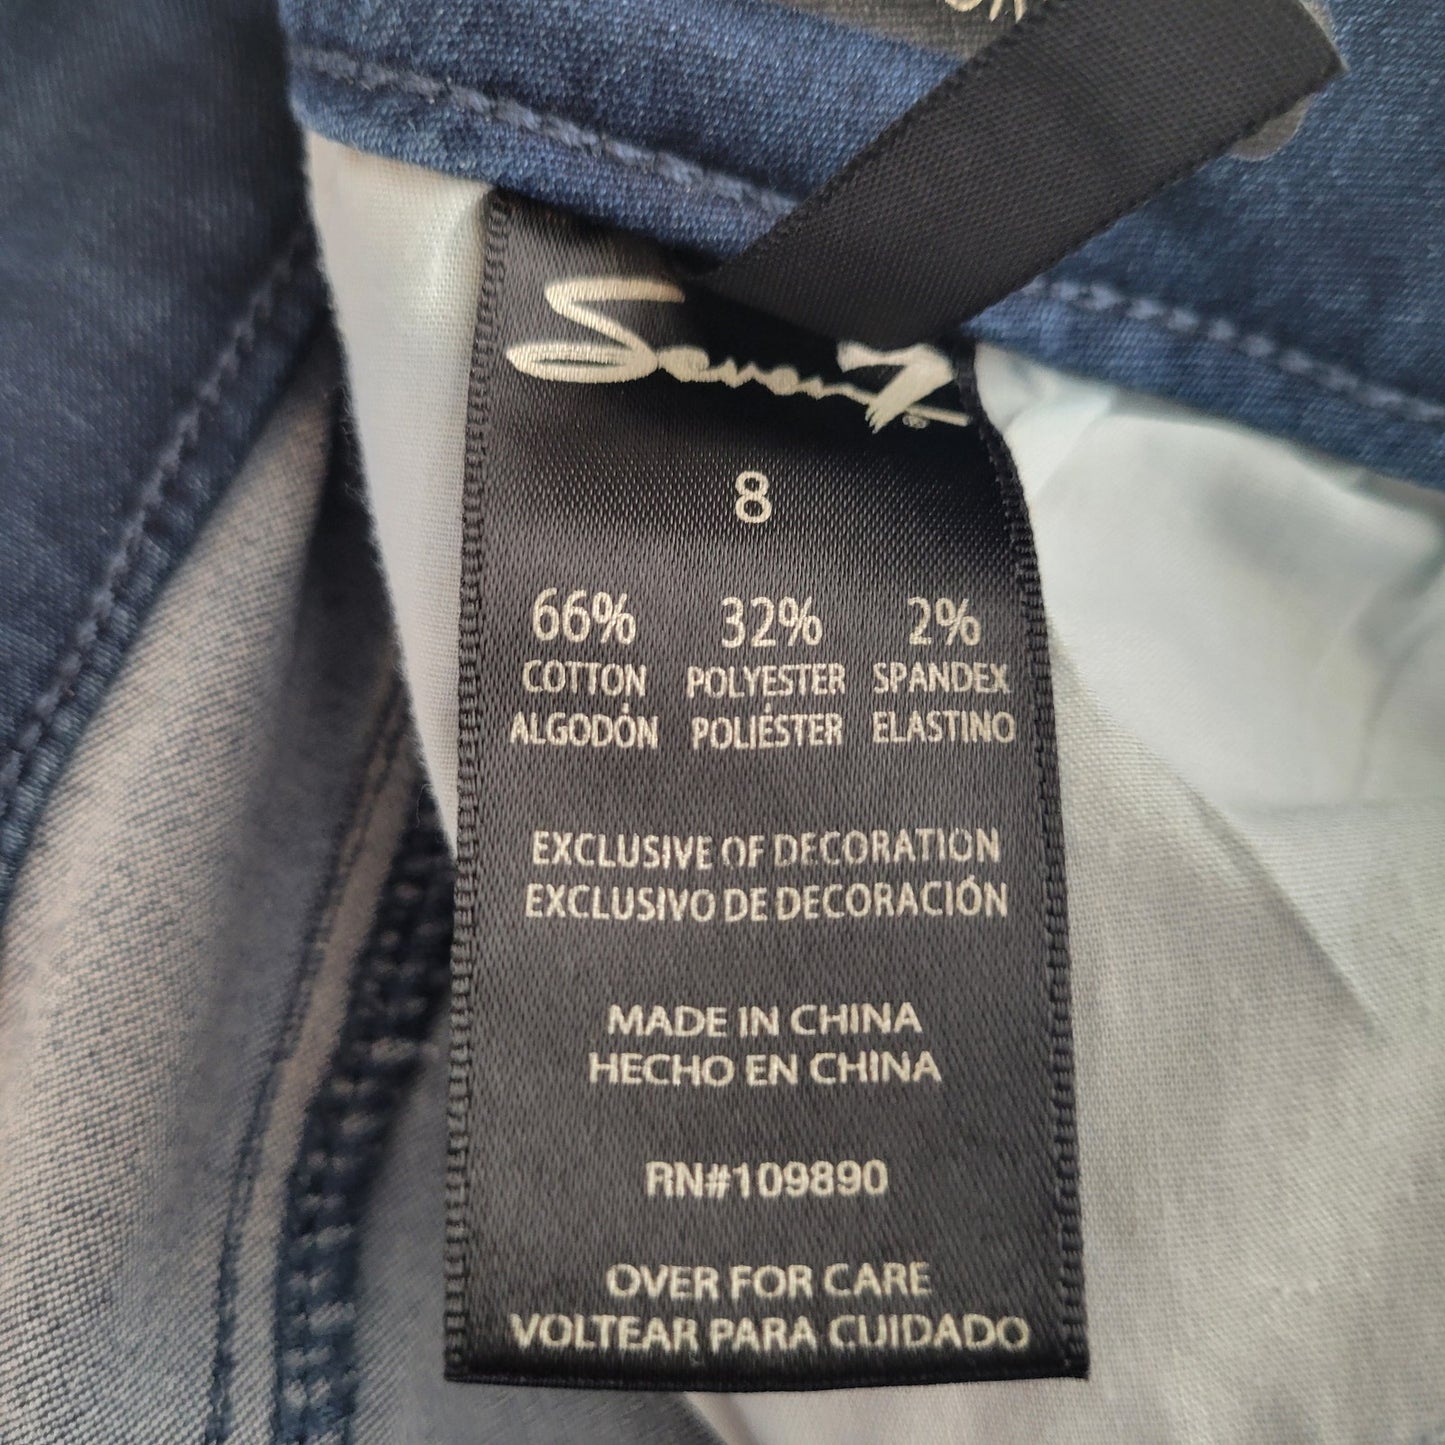 Seven7®
8
66% 32% 2%
COTTON POLYESTER SPANDEX
ALGODÓN POLIÉSTER ELASTINO
EXCLUSIVE OF DECORATION
EXCLUSIVO DE DECORACIÓN
MADE IN CHINA
HECHO EN CHINA
RN#109890
OVER FOR CARE
VOLTEAR PARA CUIDADO